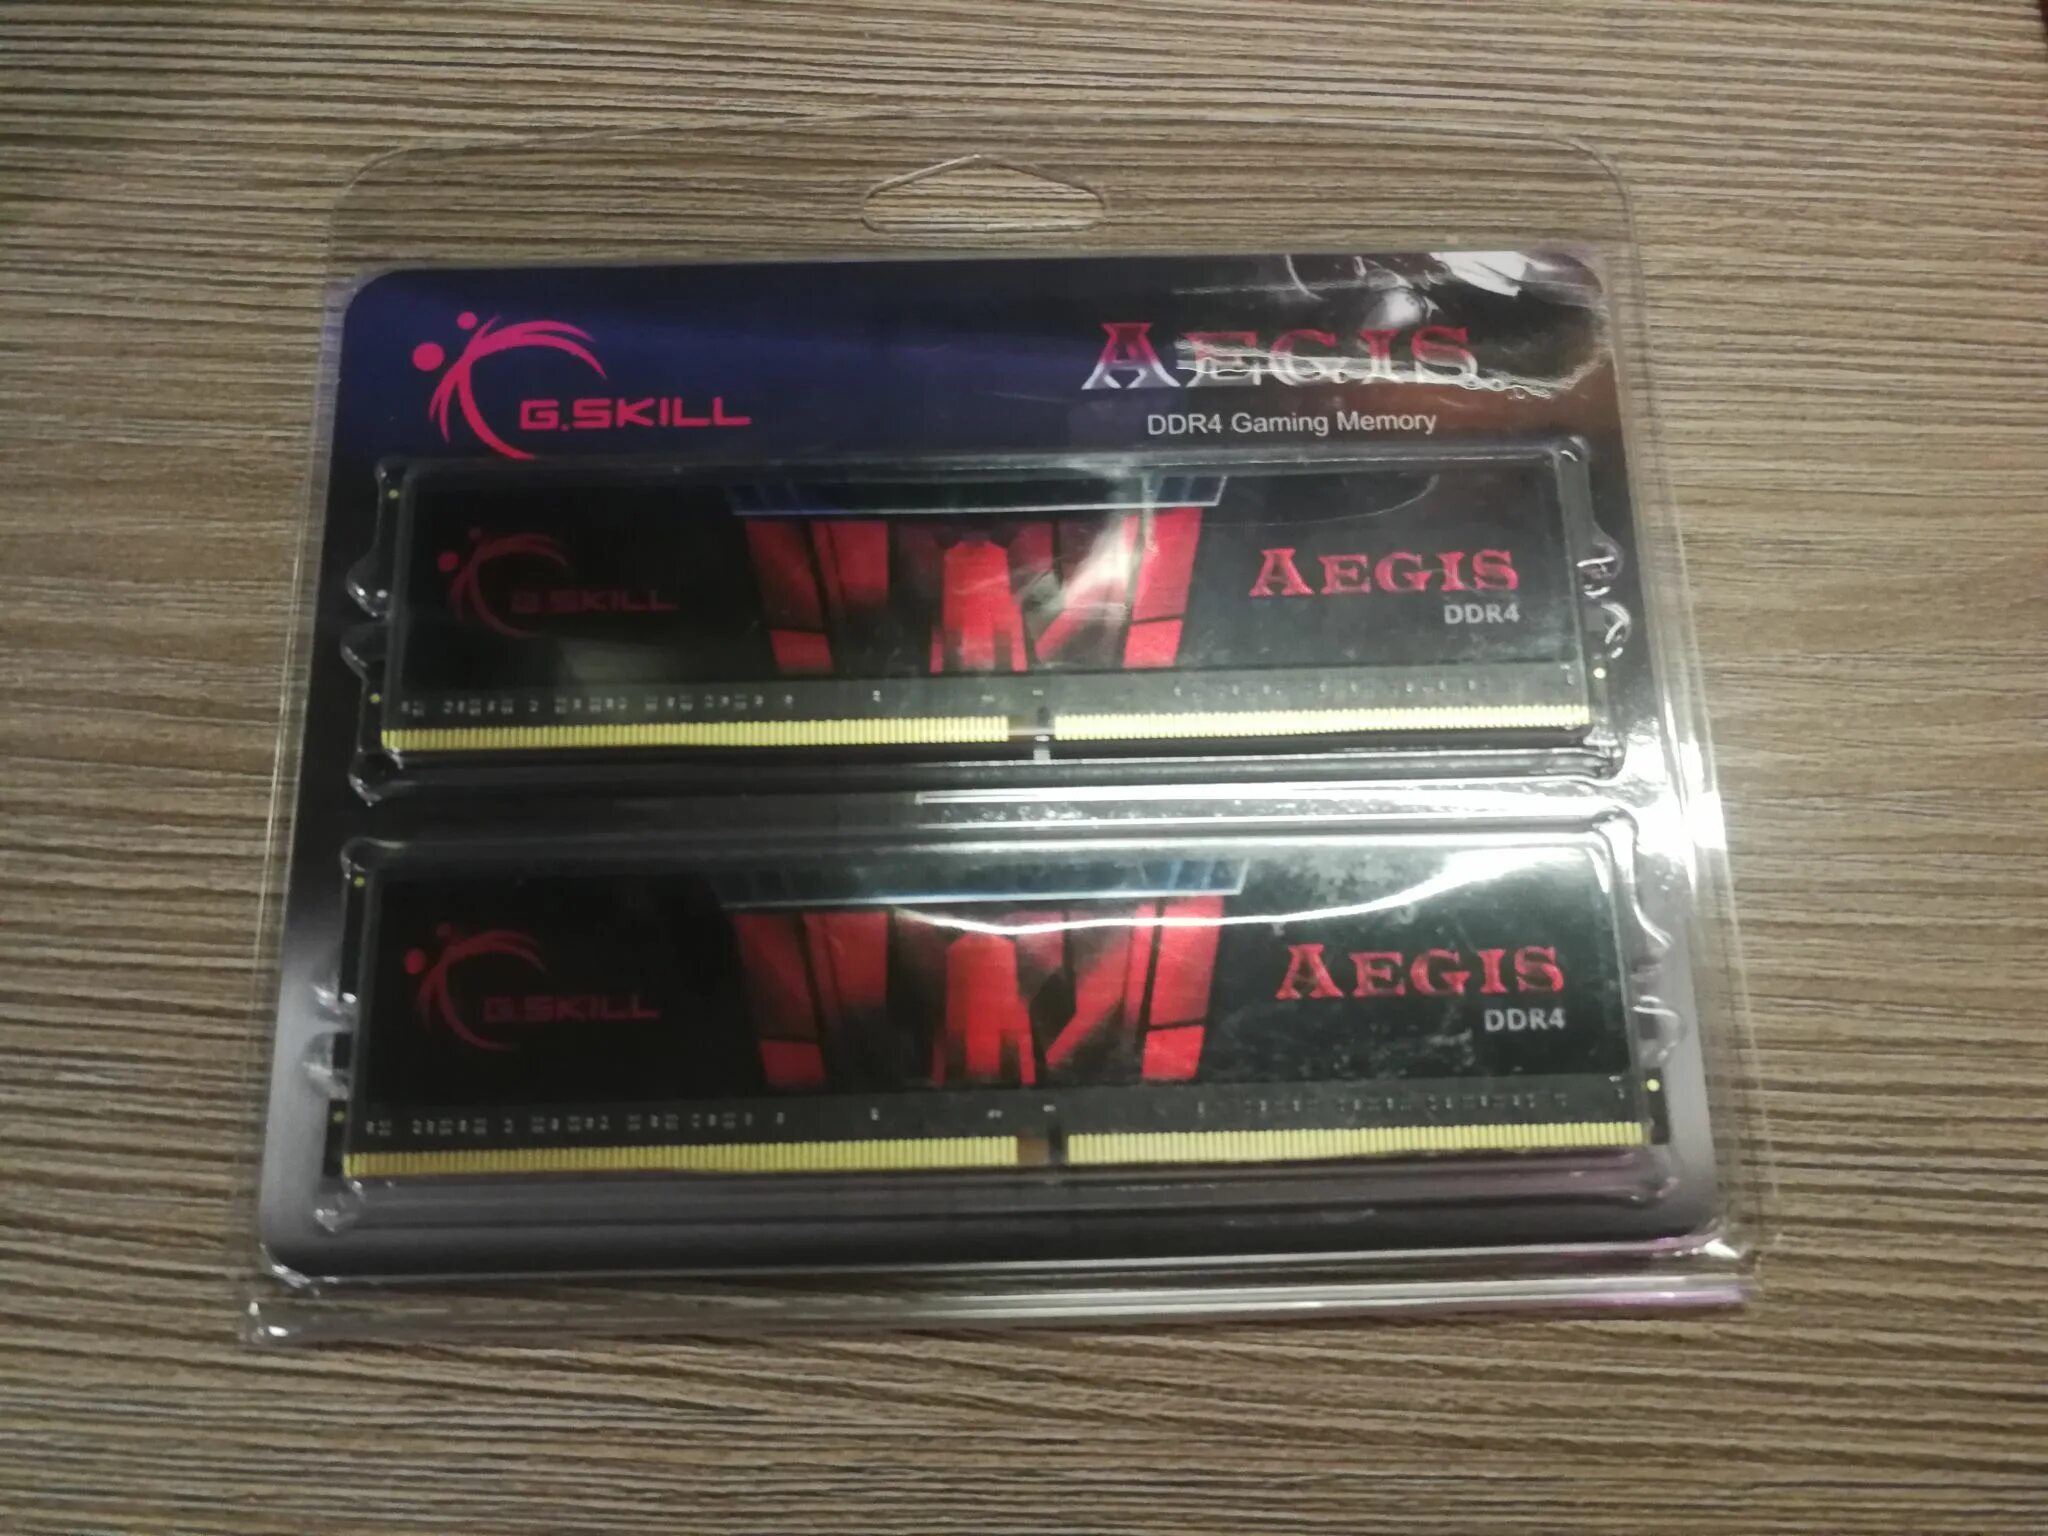 G.SKILL
AEGIS
DDR4 Gaming Memory
G.SKILL
AEGIS
DDR4
G.SKILL
AEGIS
DDR4